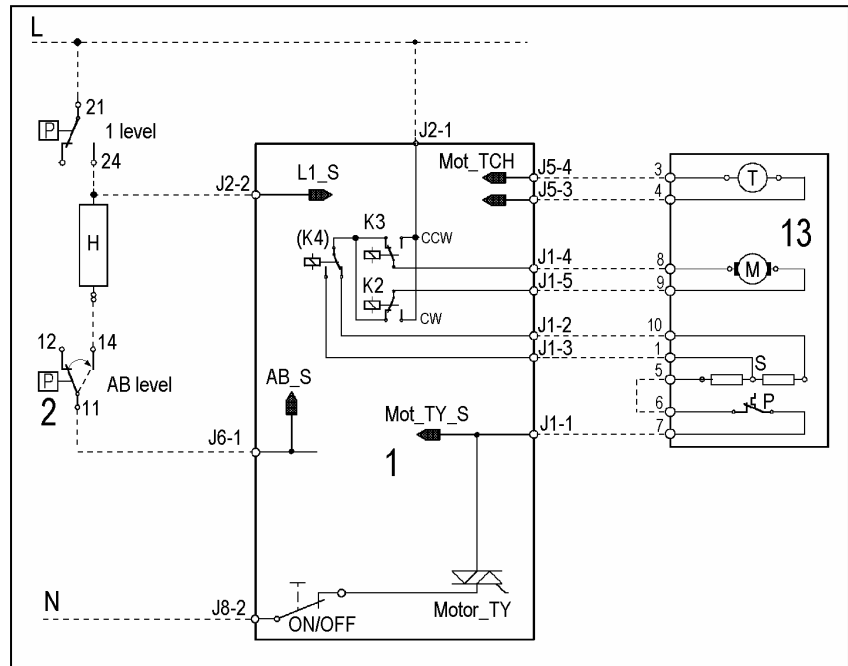 L
21
P
1 level
24
J2-1
J2-2
L1_S
Mot_TCH
J5-4
3
T
J5-3
4
13
H
(K4)
K3
CCW
J1-4
8
M
K2
J1-5
9
CW
J1-2
10
J1-3
1
12
14
S
5
P
AB level
AB_S
6
P
2
11
Mot_TY_S
J1-1
7
J6-1
1
N
J8-2
ON/OFF
Motor_TY